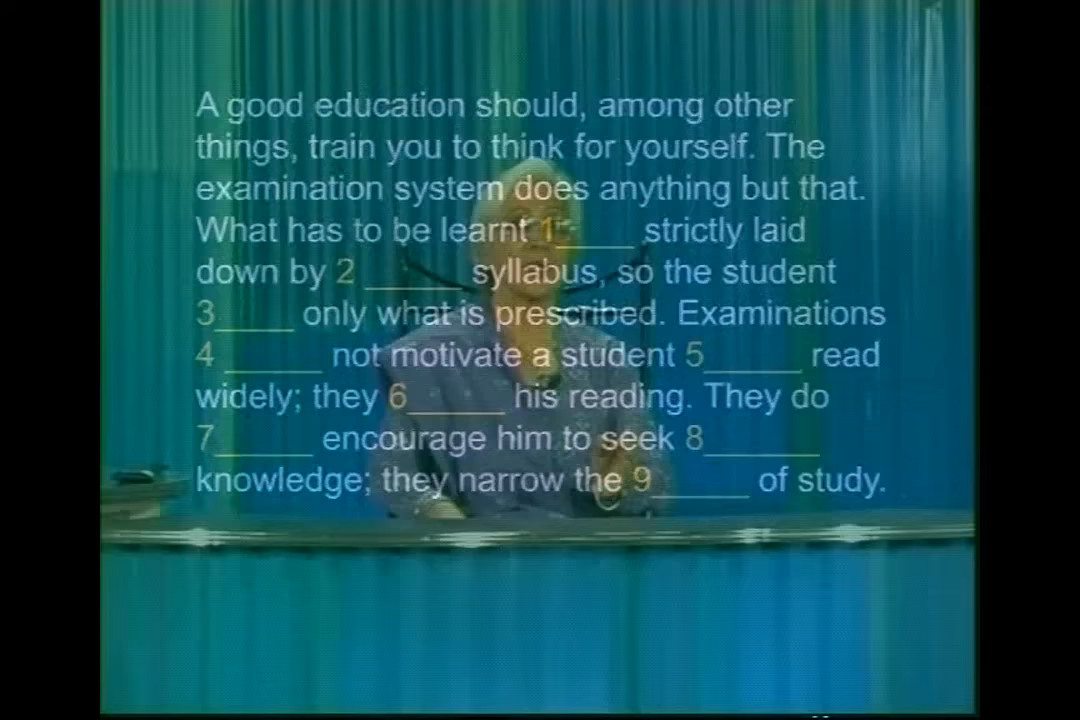 A good education should, among other
things, train you to think for yourself. The
examination system does anything but that.
What has to be learnt 1_____ strictly laid
down by 2 ______ syllabus, so the student
3_____ only what is prescribed. Examinations
4 ______ not motivate a student 5______ read
widely; they 6______ his reading. They do
7______ encourage him to seek 8_______
knowledge; they narrow the 9______ of study.